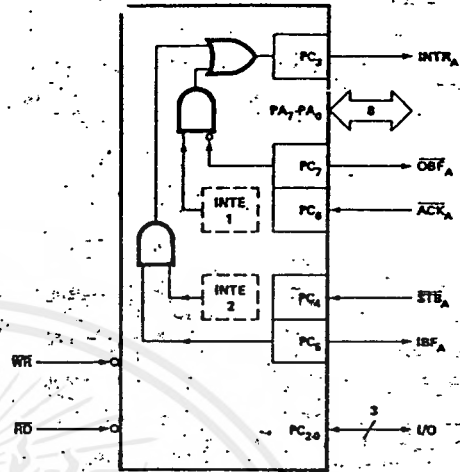 PC₃ INTRA
PA₇-PA₀ 8
PC₇ OBFA
INTE 1 PC₆ ACKA
INTE 2 PC₄ STBA
PC₅ IBFA
WR
RD PC₂₋₀ 3 I/O